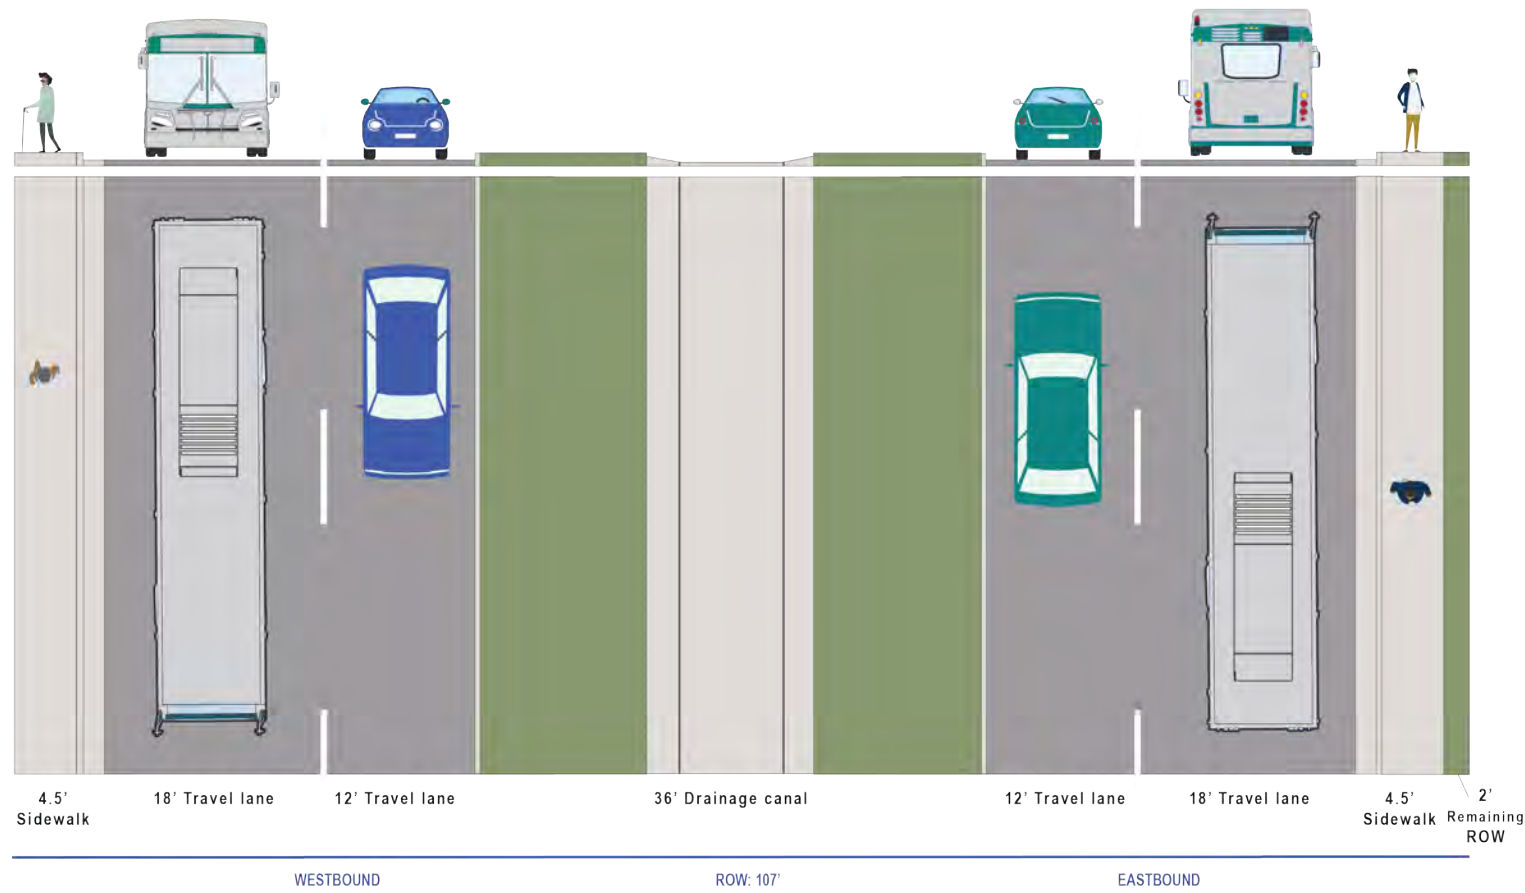 4.5’
Sidewalk
18’ Travel lane
12’ Travel lane
36’ Drainage canal
12’ Travel lane
18’ Travel lane
4.5’
Sidewalk
2’
Remaining
ROW
WESTBOUND
ROW: 107’
EASTBOUND